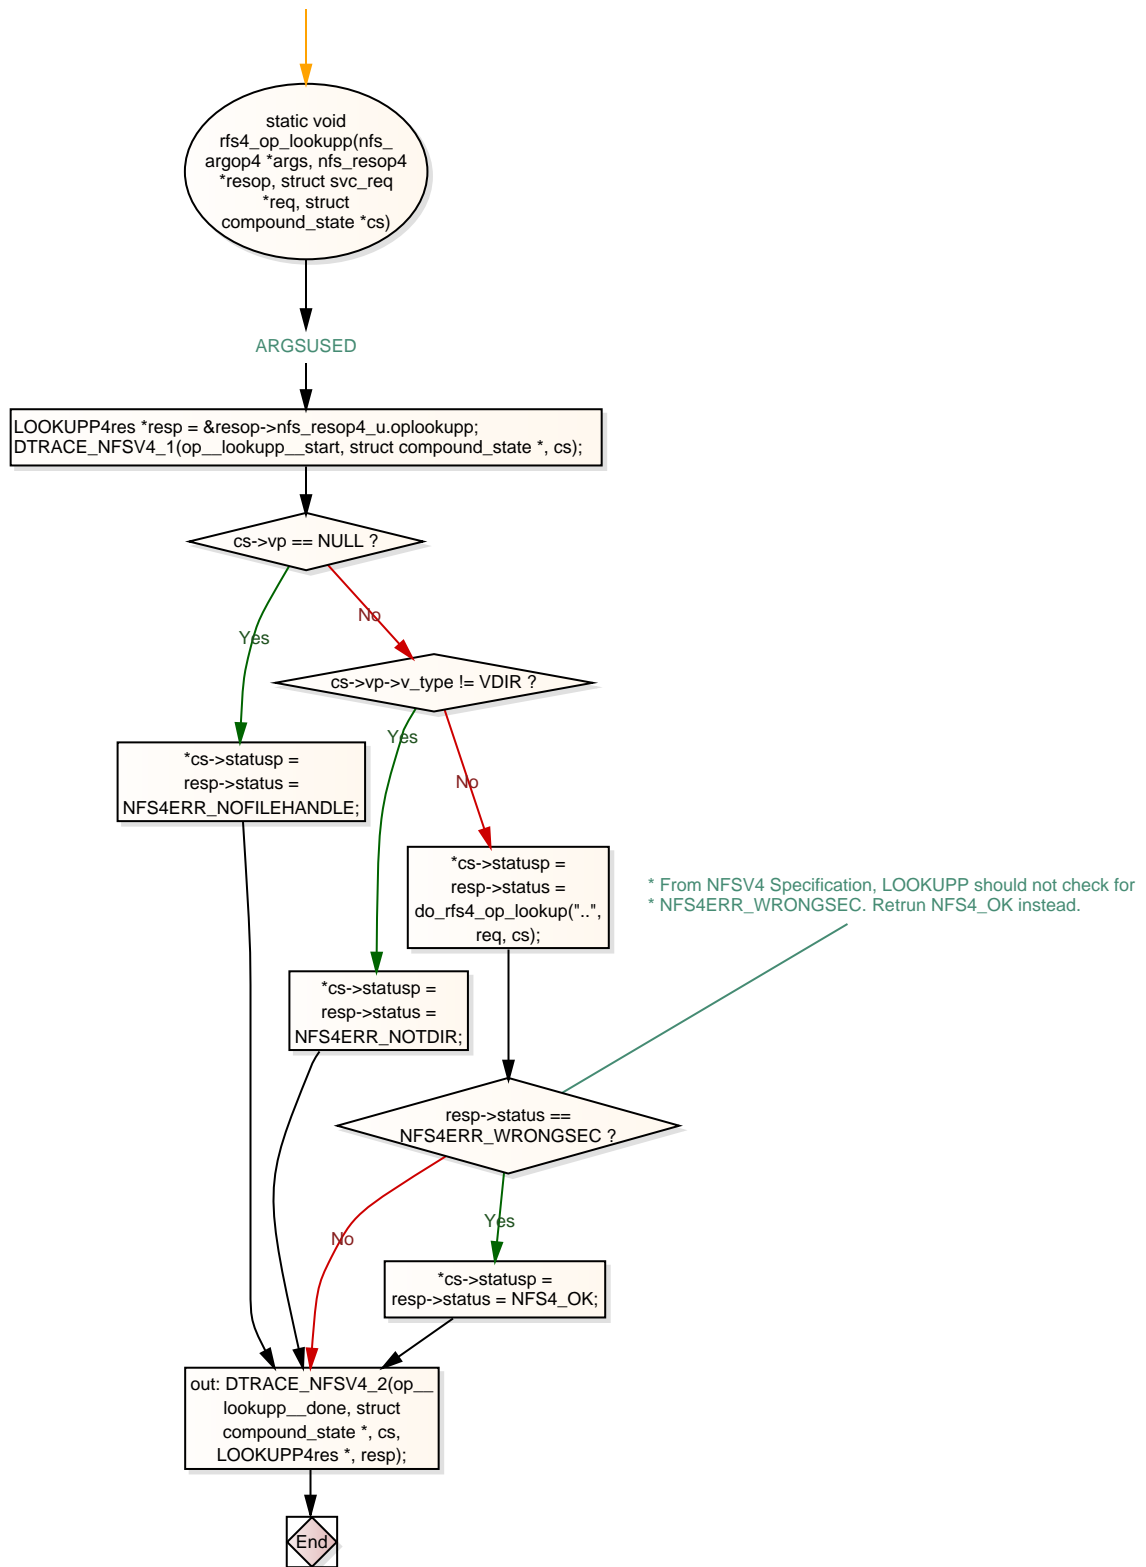 static void
rfs4_op_lookupp(nfs_
argop4 *args, nfs_resop4
*resop, struct svc_req
*req, struct
compound_state *cs)
ARGSUSED
LOOKUPP4res *resp = &resop->nfs_resop4_u.oplookupp;
DTRACE_NFSV4_1(op__lookupp__start, struct compound_state *, cs);
cs->vp == NULL ?
No
Yes
cs->vp->v_type != VDIR ?
Yes
No
*cs->statusp =
resp->status =
NFS4ERR_NOFILEHANDLE;
*cs->statusp =
resp->status =
do_rfs4_op_lookup("..",
req, cs);
* From NFSV4 Specification, LOOKUPP should not check for
* NFS4ERR_WRONGSEC. Retrun NFS4_OK instead.
*cs->statusp =
resp->status =
NFS4ERR_NOTDIR;
resp->status ==
NFS4ERR_WRONGSEC ?
Yes
No
*cs->statusp =
resp->status = NFS4_OK;
out: DTRACE_NFSV4_2(op__
lookupp__done, struct
compound_state *, cs,
LOOKUPP4res *, resp);
End